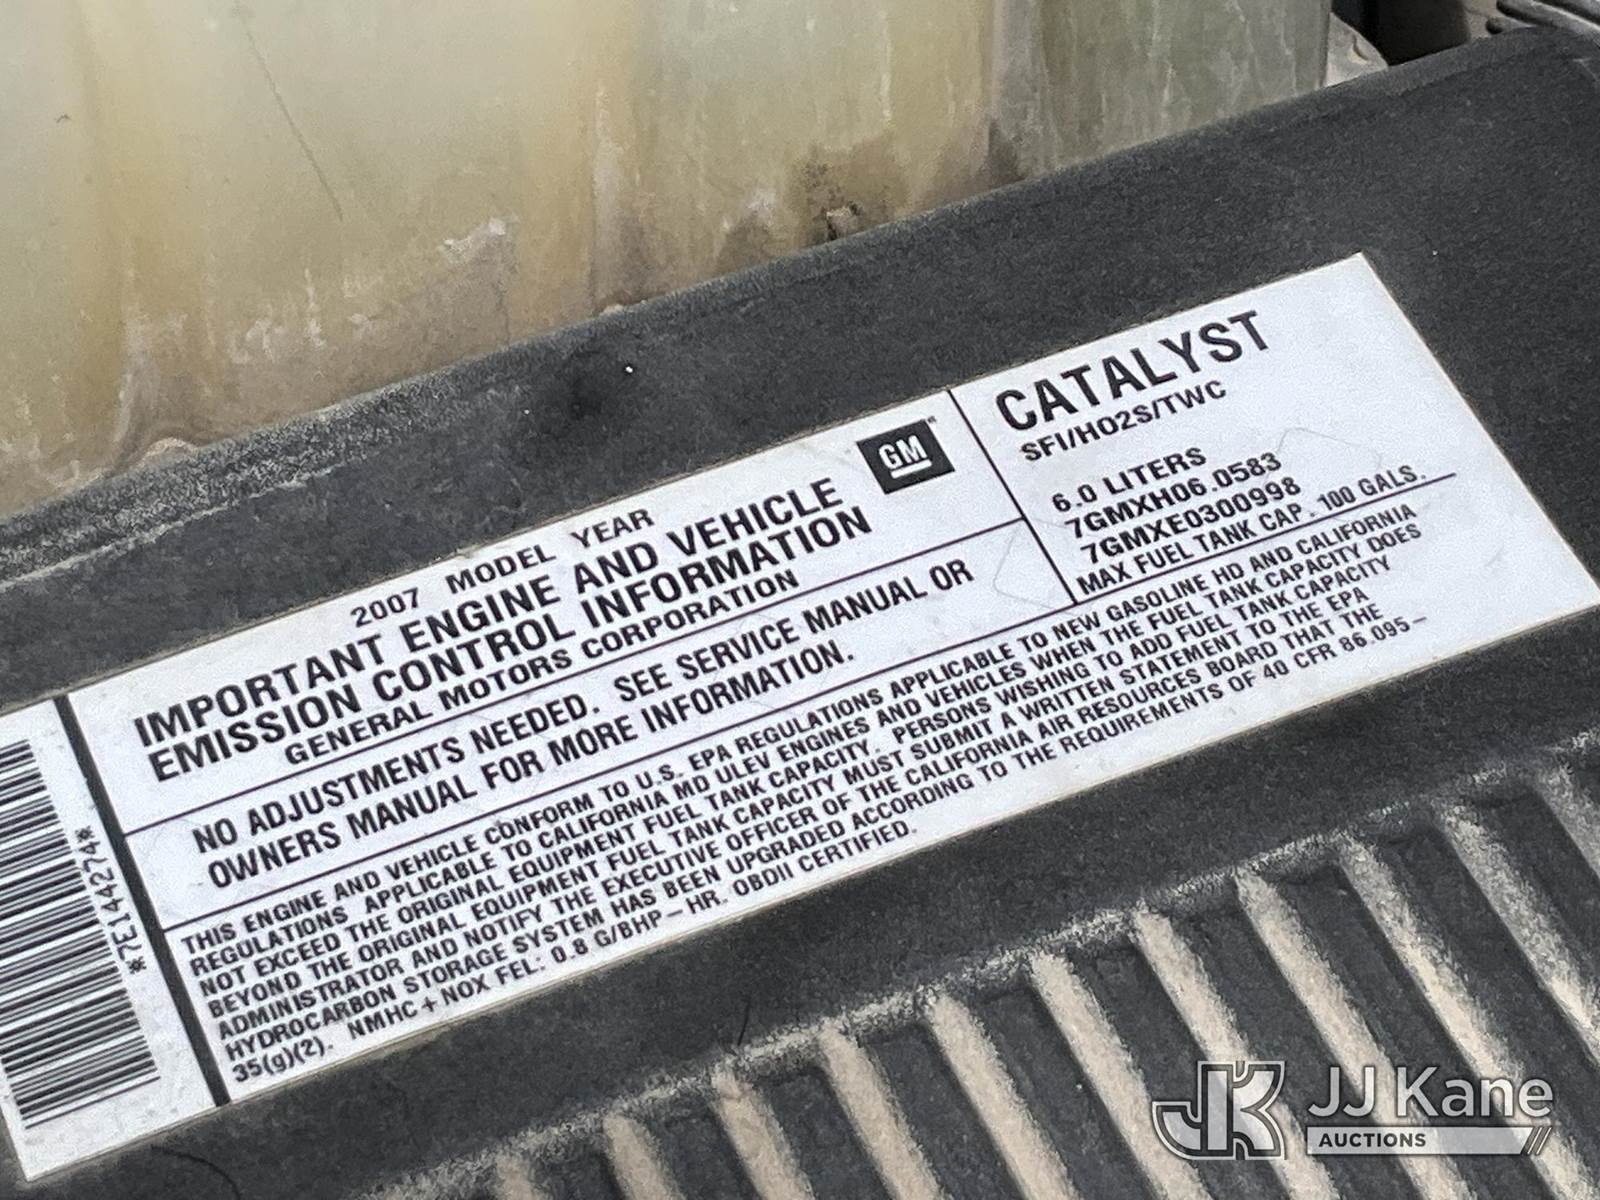 2007 MODEL YEAR
IMPORTANT ENGINE AND VEHICLE
EMISSION CONTROL INFORMATION
GENERAL MOTORS CORPORATION
GM
CATALYST
SFI/HO2S/TWC
6.0 LITERS
7GMXH06.0583
7GMXE0300998
MAX FUEL TANK CAP. 100 GALS.
NO ADJUSTMENTS NEEDED. SEE SERVICE MANUAL OR
OWNERS MANUAL FOR MORE INFORMATION.
THIS ENGINE AND VEHICLE CONFORM TO U.S. EPA REGULATIONS APPLICABLE TO NEW GASOLINE HD AND CALIFORNIA
REGULATIONS APPLICABLE TO CALIFORNIA MD ULEV ENGINES AND VEHICLES WHEN THE FUEL TANK CAPACITY DOES
NOT EXCEED THE ORIGINAL EQUIPMENT FUEL TANK CAPACITY. PERSONS WISHING TO ADD FUEL TANK CAPACITY
BEYOND THE ORIGINAL EQUIPMENT FUEL TANK CAPACITY MUST SUBMIT A WRITTEN STATEMENT TO THE EPA
ADMINISTRATOR AND NOTIFY THE EXECUTIVE OFFICER OF THE CALIFORNIA AIR RESOURCES BOARD THAT THE
HYDROCARBON STORAGE SYSTEM HAS BEEN UPGRADED ACCORDING TO THE REQUIREMENTS OF 40 CFR 86.095-
35(g)(2). NMHC+NOX FEL: 0.8 G/BHP-HR. OBDII CERTIFIED.
*7E144274*
JK JJ Kane
AUCTIONS